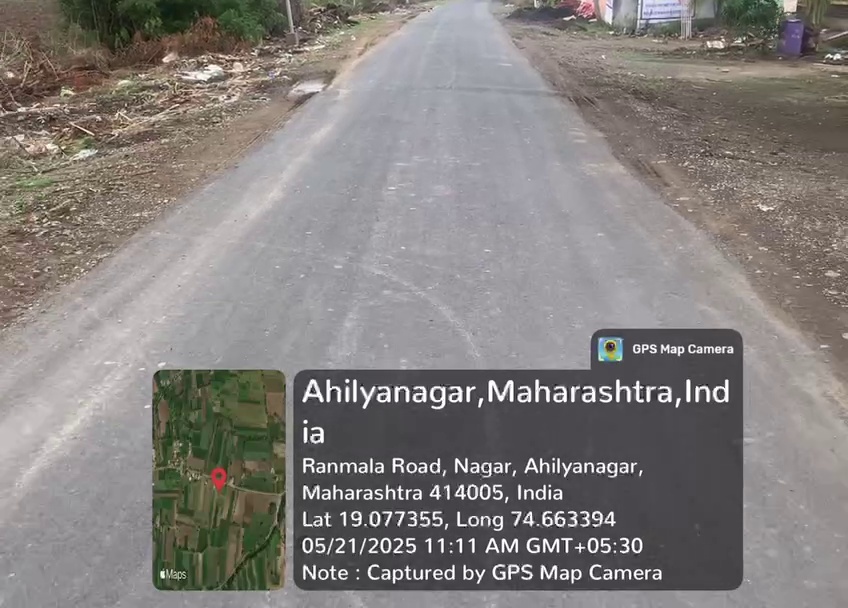 GPS Map Camera
Ahilyanagar,Maharashtra,Ind
ia
Ranmala Road, Nagar, Ahilyanagar,
Maharashtra 414005, India
Lat 19.077355, Long 74.663394
05/21/2025 11:11 AM GMT+05:30
Note : Captured by GPS Map Camera
Maps